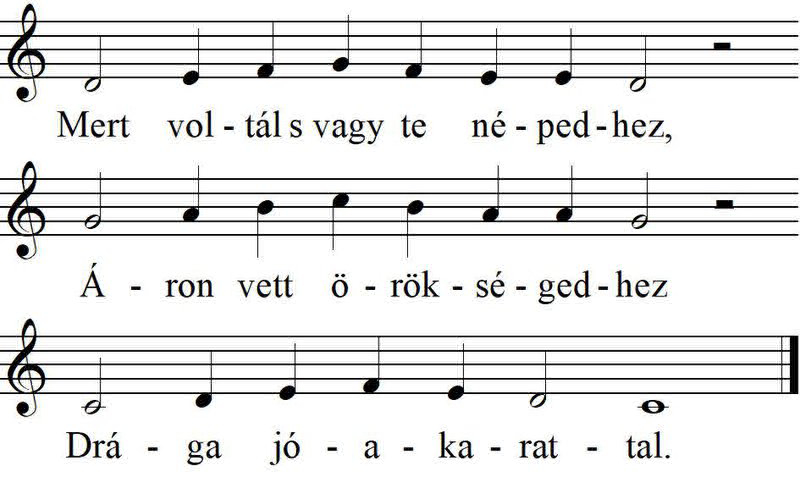 Mert vol - tál s vagy te né - ped - hez,
Á - ron vett ö - rök - sé - ged - hez
Drá - ga jó - a - ka - rat - tal.